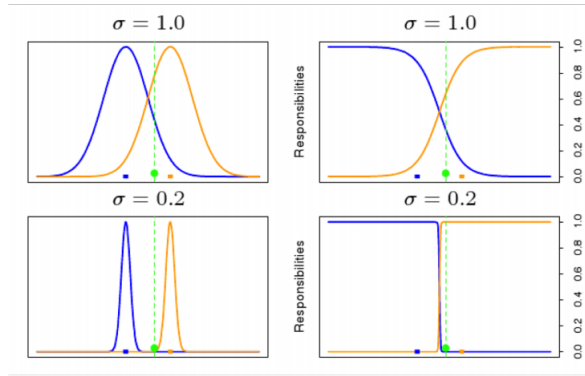 σ = 1.0
σ = 1.0
Responsibilities
0.0 0.2 0.4 0.6 0.8 1.0
σ = 0.2
σ = 0.2
Responsibilities
0.0 0.2 0.4 0.6 0.8 1.0